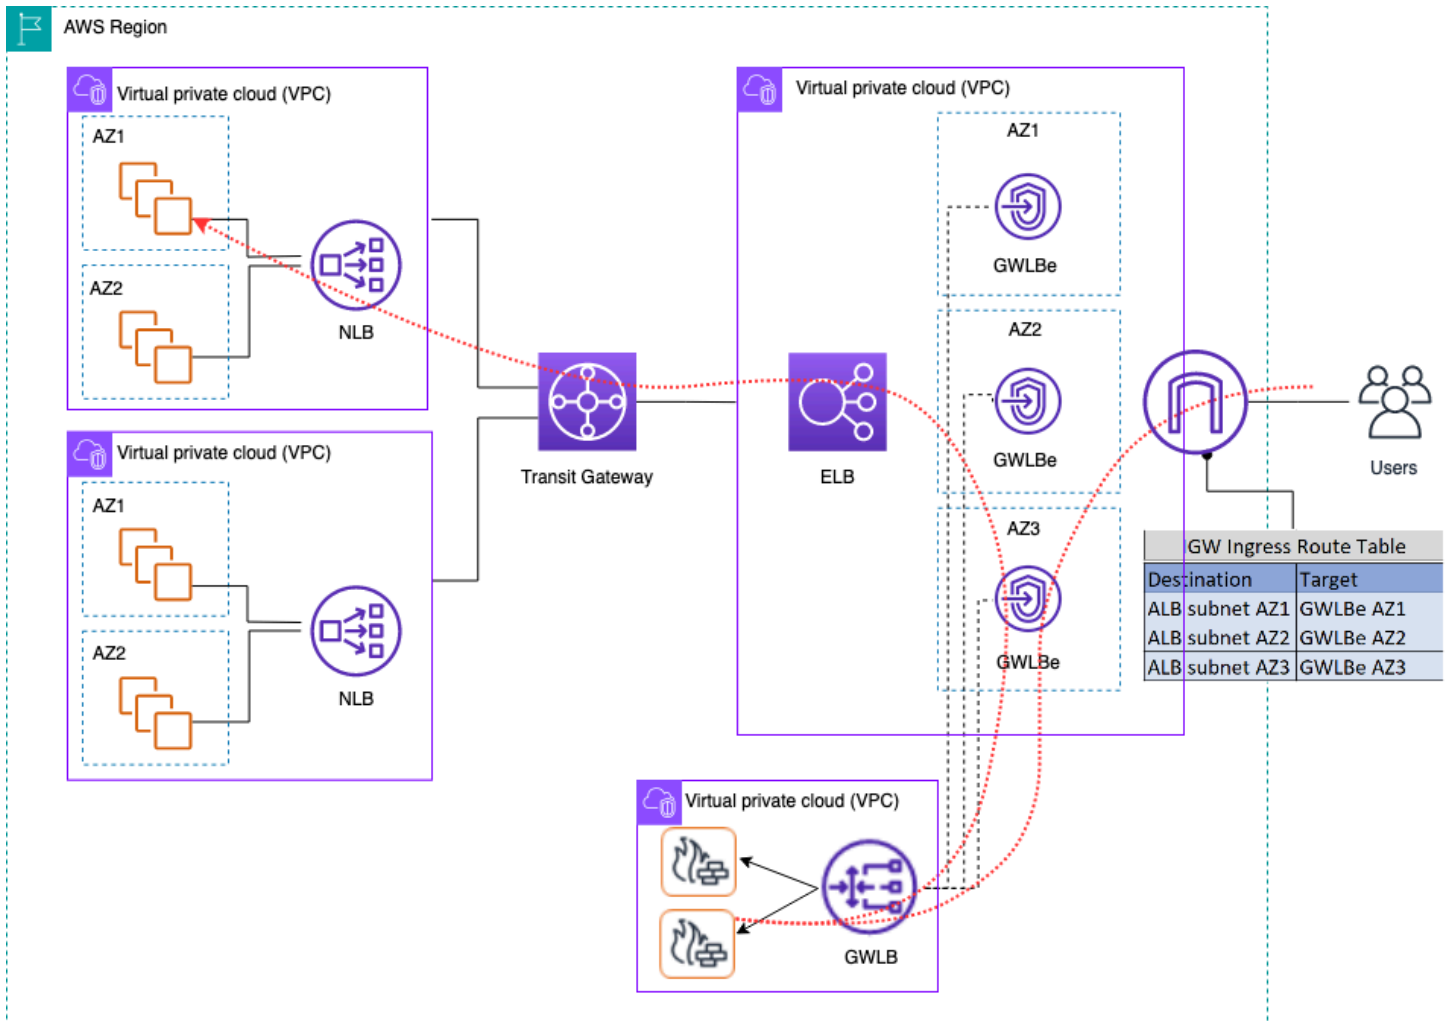 AWS Region
Virtual private cloud (VPC)
AZ1
AZ2
NLB
Virtual private cloud (VPC)
AZ1
AZ2
NLB
Transit Gateway
Virtual private cloud (VPC)
ELB
AZ1
GWLBe
AZ2
GWLBe
AZ3
GWLBe
Users
IGW Ingress Route Table
Destination Target
ALB subnet AZ1 GWLBe AZ1
ALB subnet AZ2 GWLBe AZ2
ALB subnet AZ3 GWLBe AZ3
Virtual private cloud (VPC)
GWLB